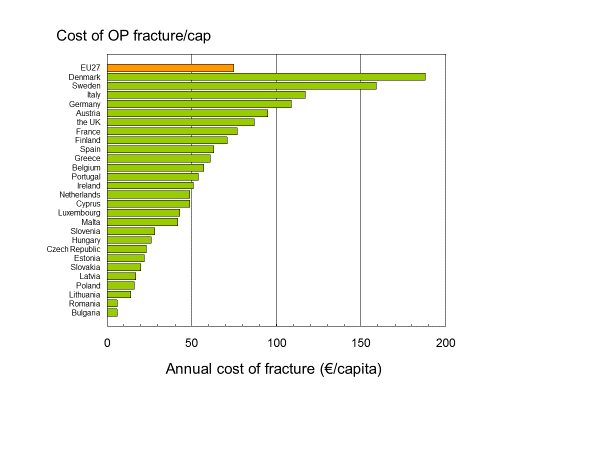 Cost of OP fracture/cap
EU27
Denmark
Sweden
Italy
Germany
Austria
the UK
France
Finland
Spain
Greece
Belgium
Portugal
Ireland
Netherlands
Cyprus
Luxembourg
Malta
Slovenia
Hungary
Czech Republic
Estonia
Slovakia
Latvia
Poland
Lithuania
Romania
Bulgaria
0 50 100 150 200
Annual cost of fracture (€/capita)